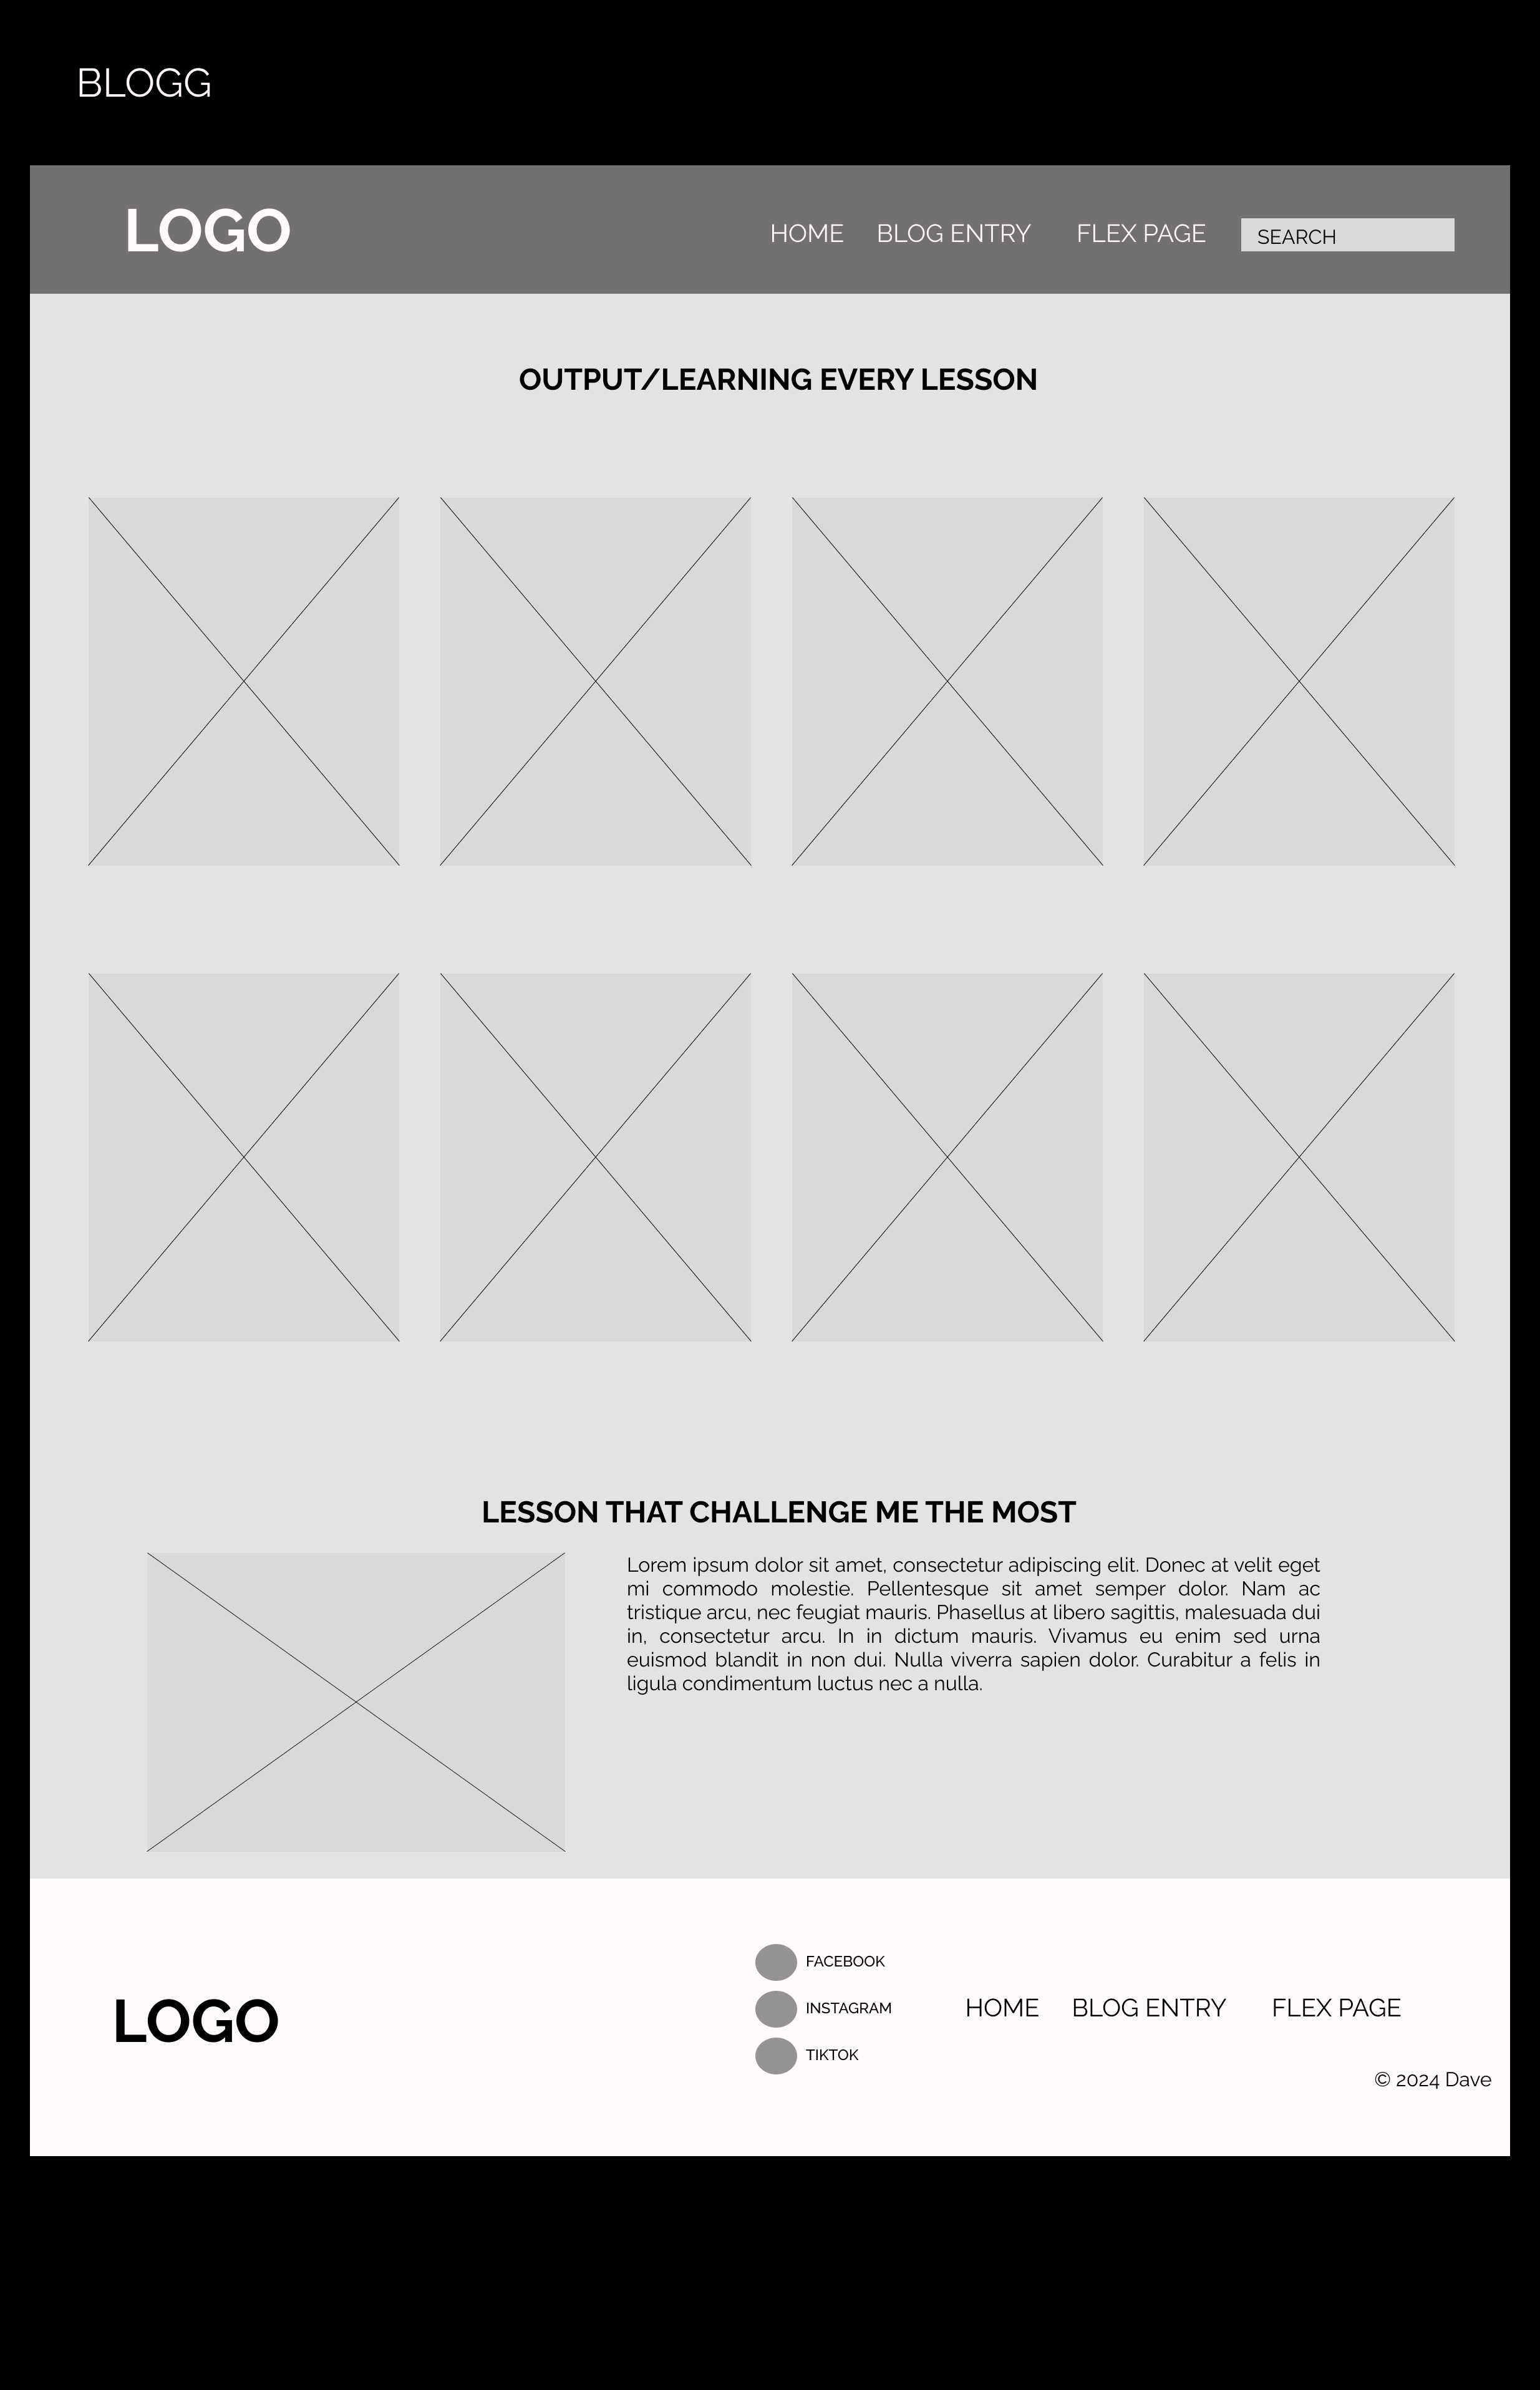 BLOGG
LOGO
HOME BLOG ENTRY FLEX PAGE SEARCH
OUTPUT/LEARNING EVERY LESSON
LESSON THAT CHALLENGE ME THE MOST
Lorem ipsum dolor sit amet, consectetur adipiscing elit. Donec at velit eget
mi commodo molestie. Pellentesque sit amet semper dolor. Nam ac
tristique arcu, nec feugiat mauris. Phasellus at libero sagittis, malesuada dui
in, consectetur arcu. In in dictum mauris. Vivamus eu enim sed urna
euismod blandit in non dui. Nulla viverra sapien dolor. Curabitur a felis in
ligula condimentum luctus nec a nulla.
LOGO
FACEBOOK
INSTAGRAM
TIKTOK
HOME BLOG ENTRY FLEX PAGE
© 2024 Dave